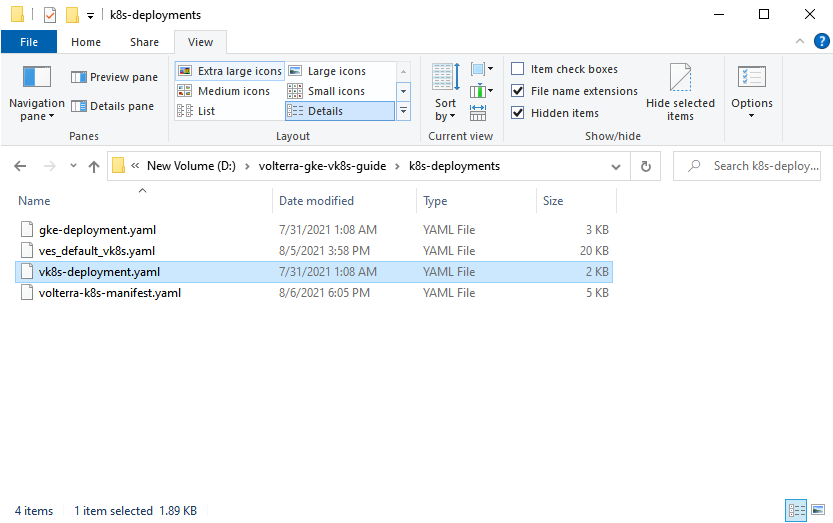 k8s-deployments
File Home Share View
Navigation pane
Preview pane
Details pane
Panes
Extra large icons Large icons
Medium icons Small icons
List Details
Layout
Sort by
Current view
Item check boxes
File name extensions
Hidden items
Hide selected items
Show/hide
Options
« New Volume (D:) › volterra-gke-vk8s-guide › k8s-deployments
Search k8s-deploy...
Name Date modified Type Size
gke-deployment.yaml 7/31/2021 1:08 AM YAML File 3 KB
ves_default_vk8s.yaml 8/5/2021 3:58 PM YAML File 20 KB
vk8s-deployment.yaml 7/31/2021 1:08 AM YAML File 2 KB
volterra-k8s-manifest.yaml 8/6/2021 6:05 PM YAML File 5 KB
4 items 1 item selected 1.89 KB